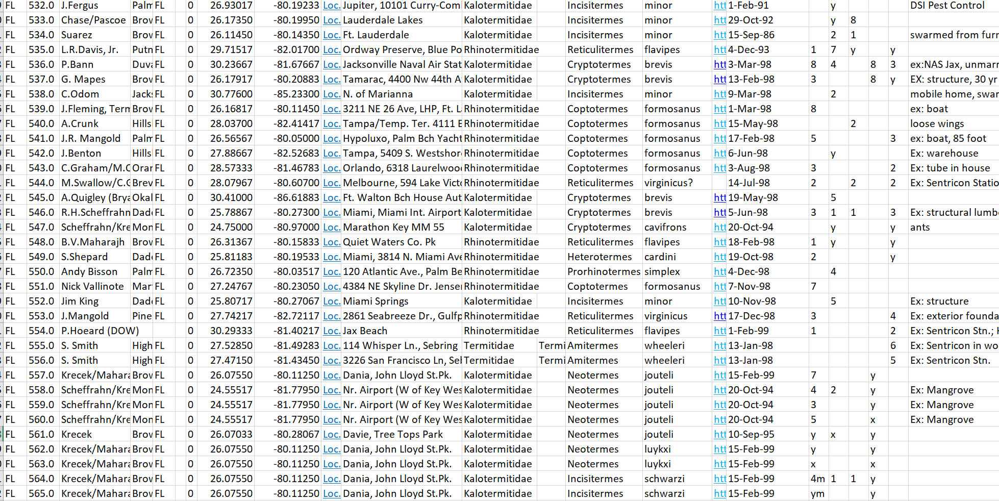 FL 532.0 J.Fergus Palm FL 0 26.93017 -80.19233 Loc. Jupiter, 10101 Curry-Com Kalotermitidae Incisitermes minor htt 1-Feb-91 y DSI Pest Control
FL 533.0 Chase/Pascoe Brov FL 0 26.17350 -80.19950 Loc. Lauderdale Lakes Kalotermitidae Incisitermes minor htt 29-Oct-92 y 8
FL 534.0 Suarez Brov FL 0 26.11450 -80.14350 Loc. Ft. Lauderdale Kalotermitidae Incisitermes minor htt 15-Sep-86 2 1 swarmed from furr
FL 535.0 L.R.Davis, Jr. Putn FL 0 29.71517 -82.01700 Loc. Ordway Preserve, Blue Po Rhinotermitidae Reticulitermes flavipes htt 4-Dec-93 1 7 y y
FL 536.0 P.Bann Duva FL 0 30.23667 -81.67667 Loc. Jacksonville Naval Air Stat Kalotermitidae Cryptotermes brevis htt 3-Mar-98 8 4 8 3 ex:NAS Jax, unmarr
FL 537.0 G. Mapes Brov FL 0 26.17917 -80.20883 Loc. Tamarac, 4400 Nw 44th A Kalotermitidae Cryptotermes brevis htt 13-Feb-98 3 8 y EX: structure, 30 yr
FL 538.0 C.Odom Jacks FL 0 30.77600 -85.23300 Loc. N. of Marianna Kalotermitidae Incisitermes minor htt 9-Mar-98 2 mobile home, swar
FL 539.0 J.Fleming, Tern Brov FL 0 26.16817 -80.11450 Loc. 3211 NE 26 Ave, LHP, Ft. L Rhinotermitidae Coptotermes formosanus htt 1-Mar-98 8 ex: boat
FL 540.0 A.Crunk Hills FL 0 28.03700 -82.41417 Loc. Tampa/Temp. Ter. 4111 E Rhinotermitidae Coptotermes formosanus htt 15-May-98 2 loose wings
FL 541.0 J.R. Mangold Palm FL 0 26.56567 -80.05000 Loc. Hypoluxo, Palm Bch Yacht Rhinotermitidae Coptotermes formosanus htt 17-Feb-98 5 3 ex: boat, 85 foot
FL 542.0 J.Benton Hills FL 0 27.88667 -82.52683 Loc. Tampa, 5409 S. Westshor Rhinotermitidae Coptotermes formosanus htt 6-Jun-98 y Ex: warehouse
FL 543.0 C.Graham/M.C Orar FL 0 28.57333 -81.46783 Loc. Orlando, 6318 Laurelwoo Rhinotermitidae Coptotermes formosanus htt 3-Aug-98 3 2 Ex: tube in house
FL 544.0 M.Swallow/C.G Brev FL 0 28.07967 -80.60700 Loc. Melbourne, 594 Lake Victo Rhinotermitidae Reticulitermes virginicus? 14-Jul-98 2 2 2 Ex: Sentricon Statio
FL 545.0 A.Quigley (Brya Okal FL 0 30.41000 -86.61883 Loc. Ft. Walton Bch House Aut Kalotermitidae Cryptotermes brevis htt 19-May-98 5
FL 546.0 R.H.Scheffrahn Dade FL 0 25.78867 -80.27300 Loc. Miami, Miami Int. Airport, Kalotermitidae Cryptotermes brevis htt 5-Jun-98 3 1 1 3 Ex: structural lumbe
FL 547.0 Scheffrahn/Kre Mon FL 0 24.75000 -80.97000 Loc. Marathon Key MM 55 Kalotermitidae Cryptotermes cavifrons htt 20-Oct-94 y y ants
FL 548.0 B.V.Maharajh Brov FL 0 26.31367 -80.15833 Loc. Quiet Waters Co. Pk Rhinotermitidae Reticulitermes flavipes htt 18-Feb-98 1 y y
FL 549.0 S.Shepard Dade FL 0 25.81183 -80.19533 Loc. Miami, 3814 N. Miami Ave Rhinotermitidae Heterotermes cardini htt 19-Oct-98 2 y
FL 550.0 Andy Bisson Palm FL 0 26.72350 -80.03517 Loc. 120 Atlantic Ave., Palm Be Rhinotermitidae Prorhinotermes simplex htt 4-Dec-98 4
FL 551.0 Nick Vallinote Mar FL 0 27.24767 -80.23050 Loc. 4384 NE Skyline Dr. Jenser Rhinotermitidae Coptotermes formosanus htt 7-Nov-98 7
FL 552.0 Jim King Dade FL 0 25.80717 -80.27067 Loc. Miami Springs Kalotermitidae Incisitermes minor htt 10-Nov-98 5 Ex: structure
FL 553.0 J.Mangold Pine FL 0 27.74217 -82.72117 Loc. 2861 Seabreeze Dr., Gulfp Rhinotermitidae Reticulitermes virginicus htt 17-Dec-98 3 4 Ex: exterior founda
FL 554.0 P.Hoeard (DOW) 0 30.29333 -81.40217 Loc. Jax Beach Rhinotermitidae Reticulitermes flavipes htt 1-Feb-99 1 2 Ex: Sentricon Stn.; H
FL 555.0 S. Smith High FL 0 27.52850 -81.49283 Loc. 114 Whisper Ln., Sebring Termitidae Termi Amitermes wheeleri htt 13-Jan-98 6 Ex: Sentricon in wo
FL 556.0 S. Smith High FL 0 27.47150 -81.43450 Loc. 3226 San Francisco Ln, Sel Termitidae Termi Amitermes wheeleri htt 13-Jan-98 5 Ex: Sentricon Stn.
FL 557.0 Krecek/Mahara Brov FL 0 26.07550 -80.11250 Loc. Dania, John Lloyd St.Pk. Kalotermitidae Neotermes jouteli htt 15-Feb-99 7 y
FL 558.0 Scheffrahn/Kre Mon FL 0 24.55517 -81.77950 Loc. Nr. Airport (W of Key Wes Kalotermitidae Neotermes jouteli htt 20-Oct-94 4 2 y Ex: Mangrove
FL 559.0 Scheffrahn/Kre Mon FL 0 24.55517 -81.77950 Loc. Nr. Airport (W of Key Wes Kalotermitidae Neotermes jouteli htt 20-Oct-94 3 y Ex: Mangrove
FL 560.0 Scheffrahn/Kre Mon FL 0 24.55517 -81.77950 Loc. Nr. Airport (W of Key Wes Kalotermitidae Neotermes jouteli htt 20-Oct-94 5 x Ex: Mangrove
FL 561.0 Krecek Brov FL 0 26.07033 -80.28067 Loc. Davie, Tree Tops Park Kalotermitidae Neotermes jouteli htt 10-Sep-95 y x y
FL 562.0 Krecek/Mahara Brov FL 0 26.07550 -80.11250 Loc. Dania, John Lloyd St.Pk. Kalotermitidae Neotermes luykxi htt 15-Feb-99 y y
FL 563.0 Krecek/Mahara Brov FL 0 26.07550 -80.11250 Loc. Dania, John Lloyd St.Pk. Kalotermitidae Neotermes luykxi htt 15-Feb-99 x x
FL 564.0 Krecek/Mahara Brov FL 0 26.07550 -80.11250 Loc. Dania, John Lloyd St.Pk. Kalotermitidae Incisitermes schwarzi htt 15-Feb-99 4m 1 1 y
FL 565.0 Krecek/Mahara Brov FL 0 26.07550 -80.11250 Loc. Dania, John Lloyd St.Pk. Kalotermitidae Incisitermes schwarzi htt 15-Feb-99 ym y